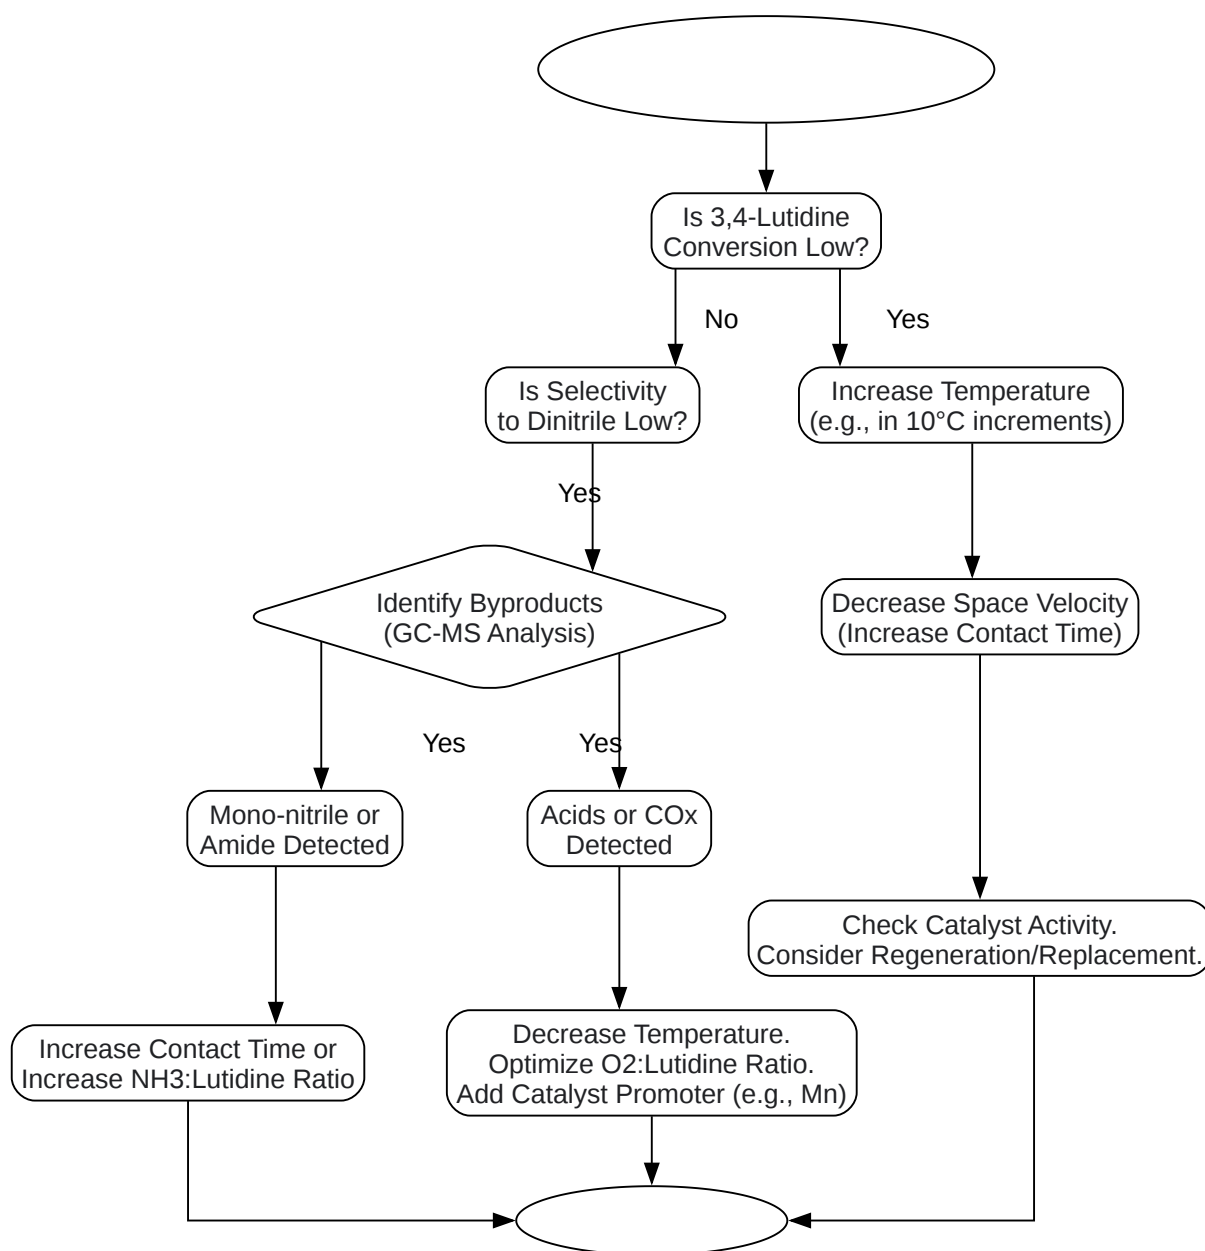 Is 3,4-Lutidine
Conversion Low?
No
Yes
Is Selectivity
to Dinitrile Low?
Increase Temperature
(e.g., in 10°C increments)
Yes
Identify Byproducts
(GC-MS Analysis)
Decrease Space Velocity
(Increase Contact Time)
Yes
Yes
Mono-nitrile or
Amide Detected
Acids or COx
Detected
Check Catalyst Activity.
Consider Regeneration/Replacement.
Increase Contact Time or
Increase NH3:Lutidine Ratio
Decrease Temperature.
Optimize O2:Lutidine Ratio.
Add Catalyst Promoter (e.g., Mn)